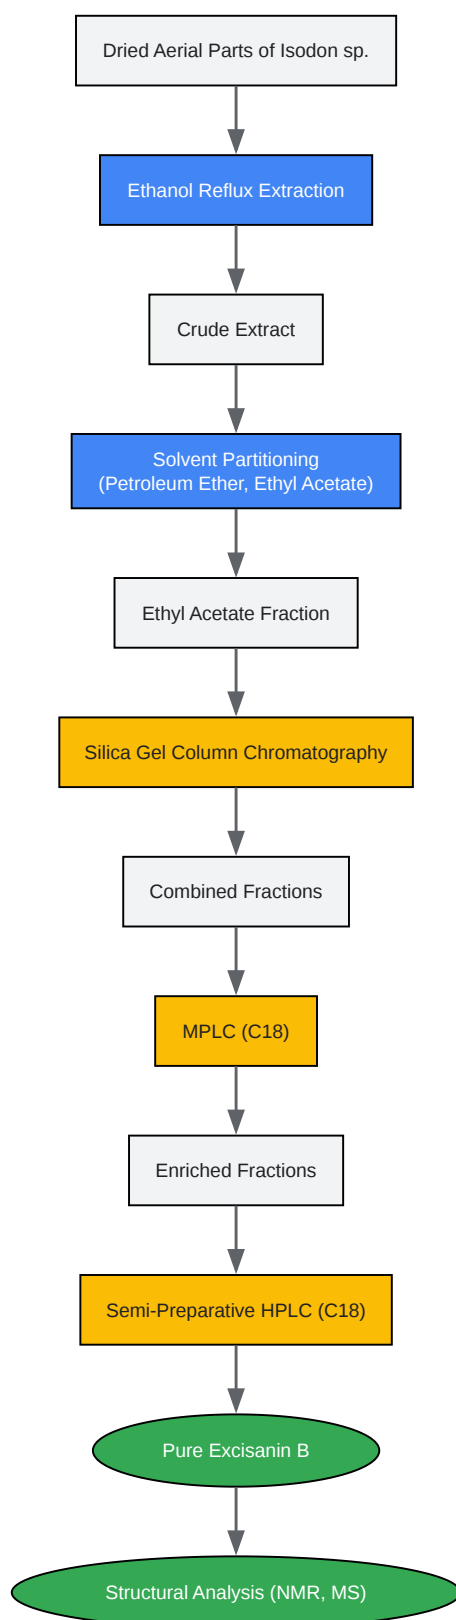 Dried Aerial Parts of Isodon sp.
Ethanol Reflux Extraction
Crude Extract
Solvent Partitioning
(Petroleum Ether, Ethyl Acetate)
Ethyl Acetate Fraction
Silica Gel Column Chromatography
Combined Fractions
MPLC (C18)
Enriched Fractions
Semi-Preparative HPLC (C18)
Pure Excisanin B
Structural Analysis (NMR, MS)